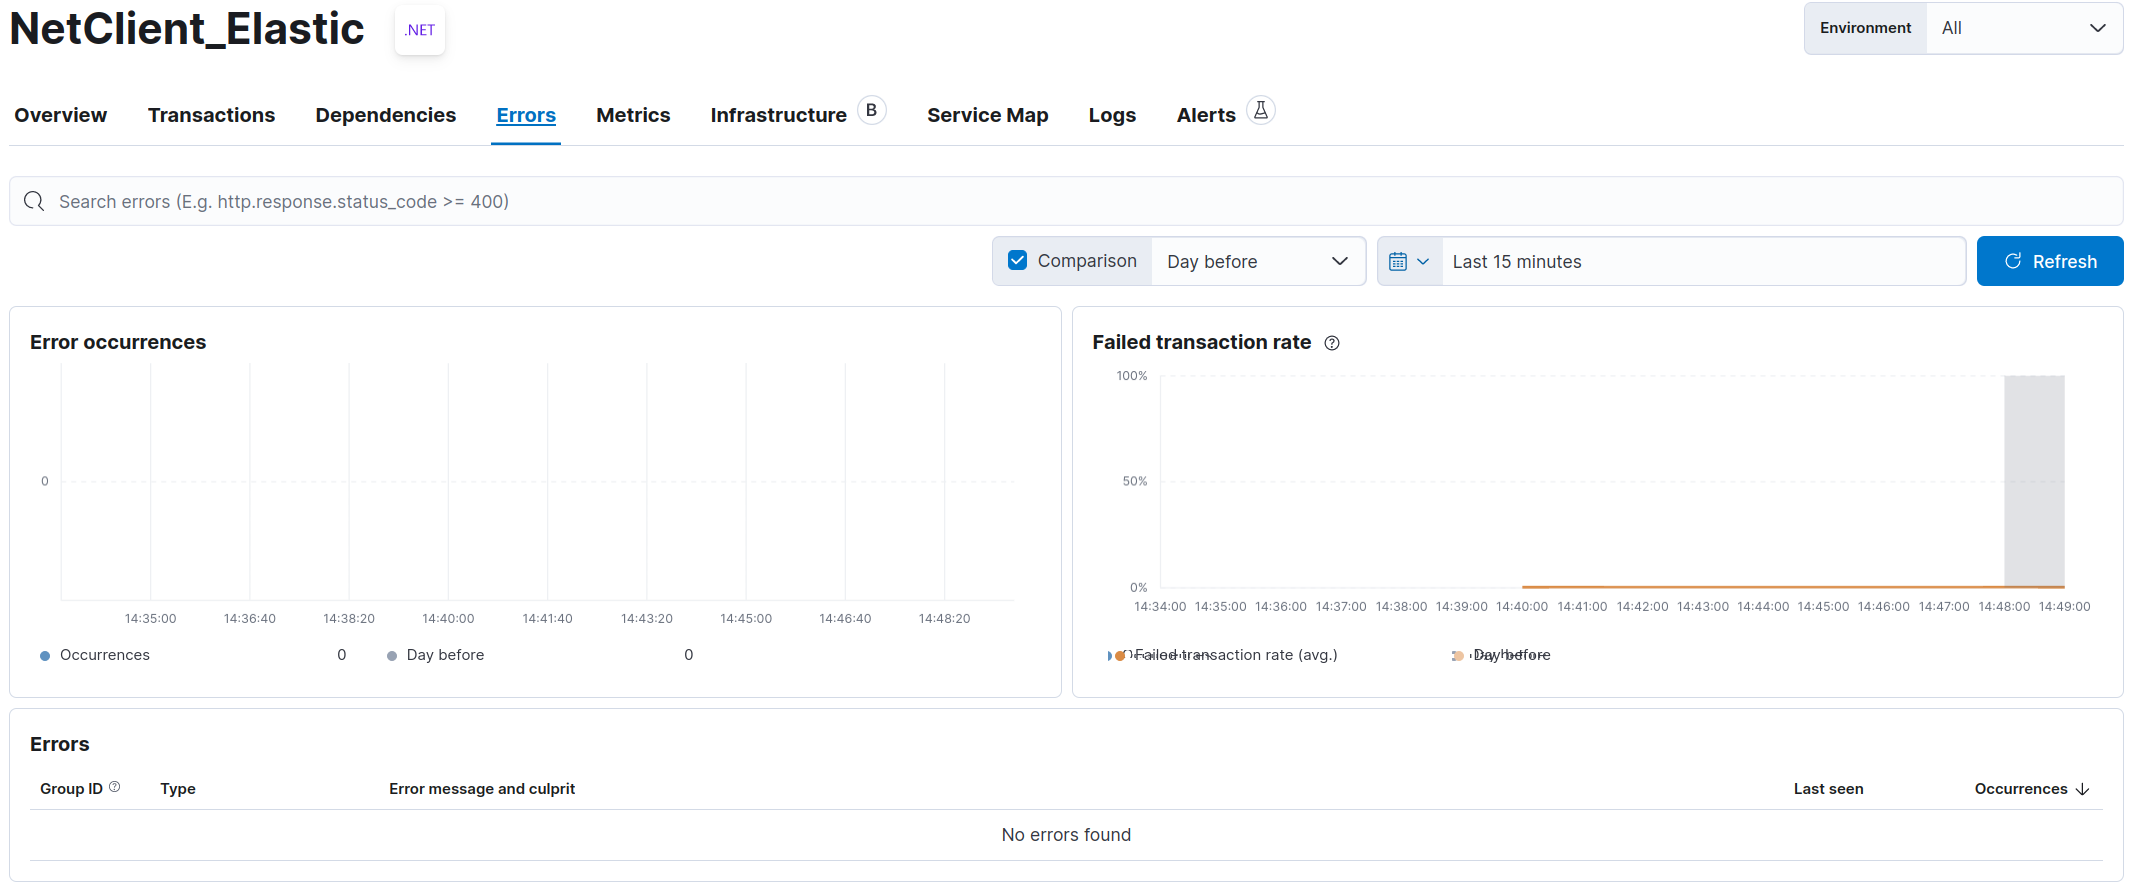 NetClient_Elastic .NET Environment All
Overview Transactions Dependencies Errors Metrics Infrastructure B Service Map Logs Alerts
Search errors (E.g. http.response.status_code >= 400)
Comparison Day before Last 15 minutes Refresh
Error occurrences
0
14:35:00 14:36:40 14:38:20 14:40:00 14:41:40 14:43:20 14:45:00 14:46:40 14:48:20
Occurrences 0 Day before 0
Failed transaction rate
100%
50%
0%
14:34:00 14:35:00 14:36:00 14:37:00 14:38:00 14:39:00 14:40:00 14:41:00 14:42:00 14:43:00 14:44:00 14:45:00 14:46:00 14:47:00 14:48:00 14:49:00
Failed transaction rate (avg.) Day before
Errors
Group ID Type Error message and culprit Last seen Occurrences
No errors found